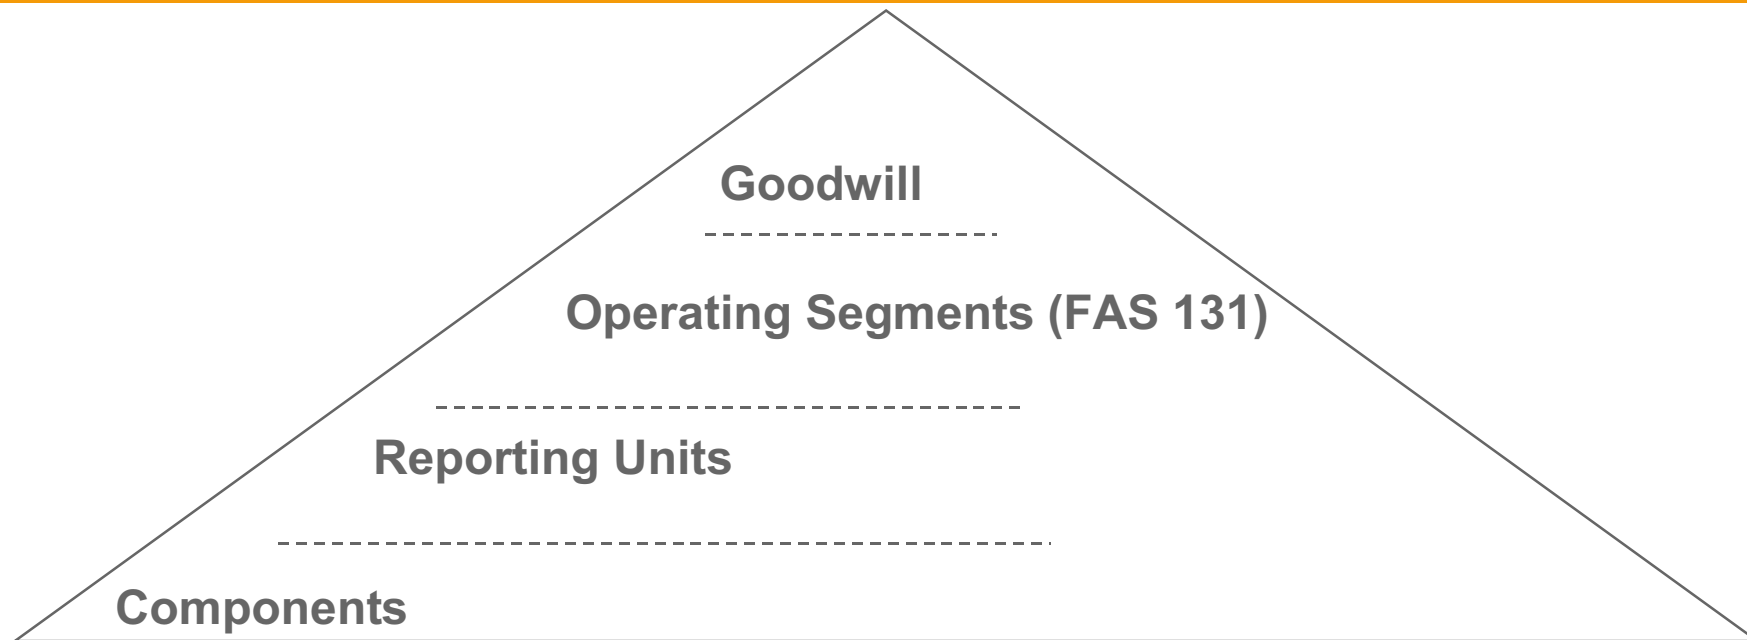 Goodwill
Operating Segments (FAS 131)
Reporting Units
Components